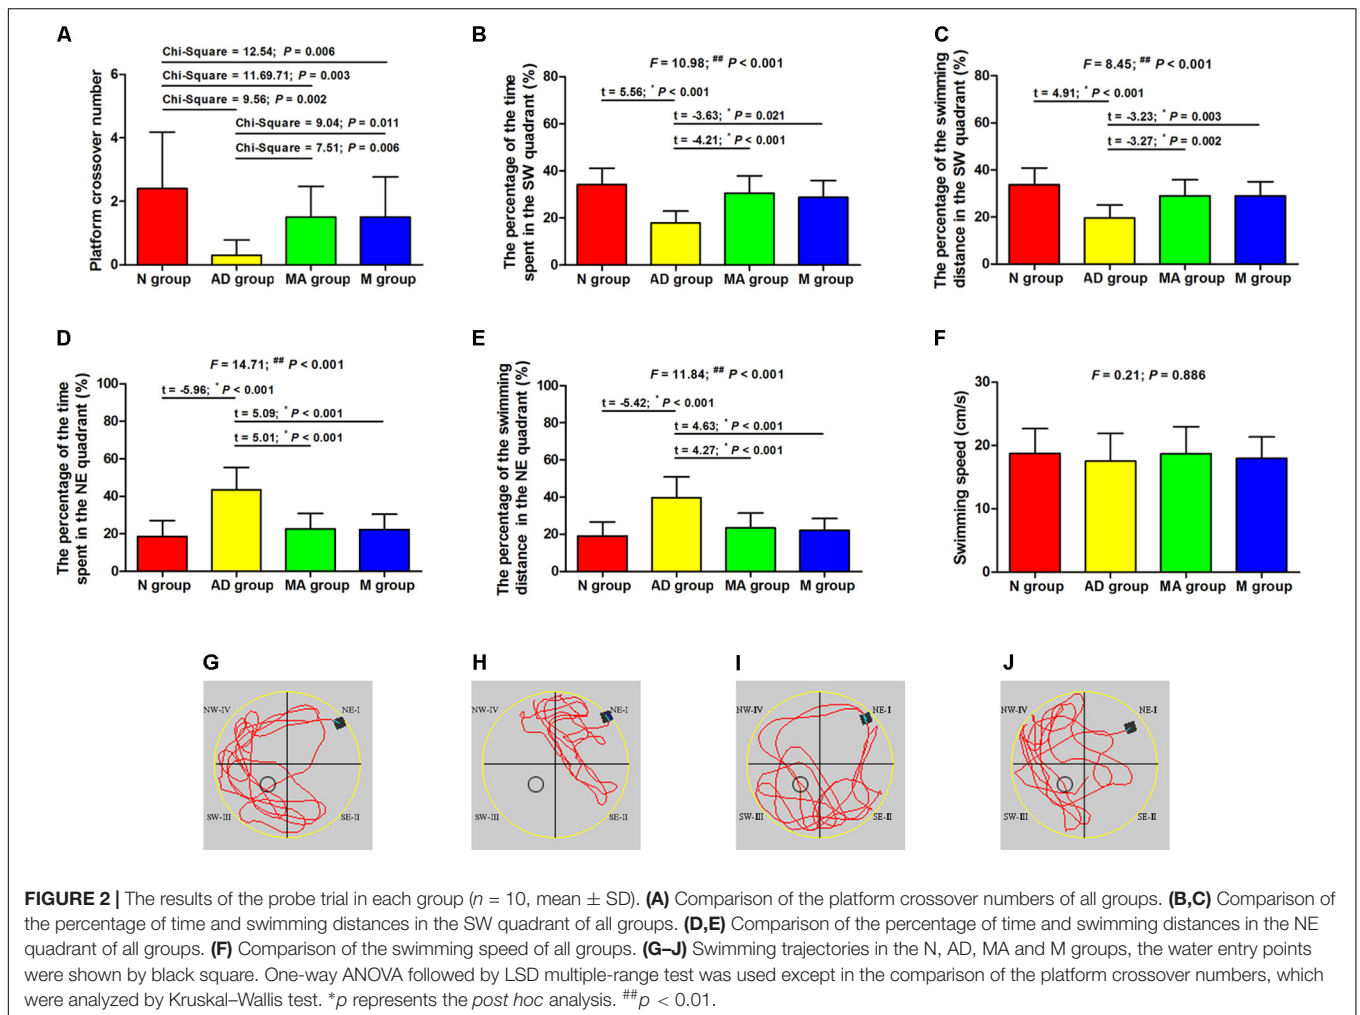 A
Chi-Square = 12.54; P = 0.006
Chi-Square = 11.69.71; P = 0.003
Chi-Square = 9.56; P = 0.002
Chi-Square = 9.04; P = 0.011
Chi-Square = 7.51; P = 0.006
Platform crossover number
6
4
2
0
N group AD group MA group M group
B
F = 10.98; ## P < 0.001
t = 5.56; * P < 0.001
t = -3.63; * P = 0.021
t = -4.21; * P < 0.001
The percentage of the time
spent in the SW quadrant (%)
80
60
40
20
0
N group AD group MA group M group
C
F = 8.45; ## P < 0.001
t = 4.91; * P < 0.001
t = -3.23; * P = 0.003
t = -3.27; * P = 0.002
The percentage of the swimming
distance in the SW quadrant (%)
80
60
40
20
0
N group AD group MA group M group
D
F = 14.71; ## P < 0.001
t = -5.96; * P < 0.001
t = 5.09; * P < 0.001
t = 5.01; * P < 0.001
The percentage of the time
spent in the NE quadrant (%)
100
80
60
40
20
0
N group AD group MA group M group
E
F = 11.84; ## P < 0.001
t = -5.42; * P < 0.001
t = 4.63; * P < 0.001
t = 4.27; * P < 0.001
The pecentage of the swimming
distance in the NE quadrant (%)
100
80
60
40
20
0
N group AD group MA group M group
F
F = 0.21; P = 0.886
Swimming speed (cm/s)
30
20
10
0
N group AD group MA group M group
G
NW-IV NE-I
SW-III SE-II
H
NW-IV NE-I
SW-III SE-II
I
NW-IV NE-I
SW-III SE-II
J
NW-IV NE-I
SW-III SE-II
FIGURE 2 | The results of the probe trial in each group (n = 10, mean ± SD). (A) Comparison of the platform crossover numbers of all groups. (B,C) Comparison of
the percentage of time and swimming distances in the SW quadrant of all groups. (D,E) Comparison of the percentage of time and swimming distances in the NE
quadrant of all groups. (F) Comparison of the swimming speed of all groups. (G–J) Swimming trajectories in the N, AD, MA and M groups, the water entry points
were shown by black square. One-way ANOVA followed by LSD multiple-range test was used except in the comparison of the platform crossover numbers, which
were analyzed by Kruskal–Wallis test. *p represents the post hoc analysis. ##p < 0.01.